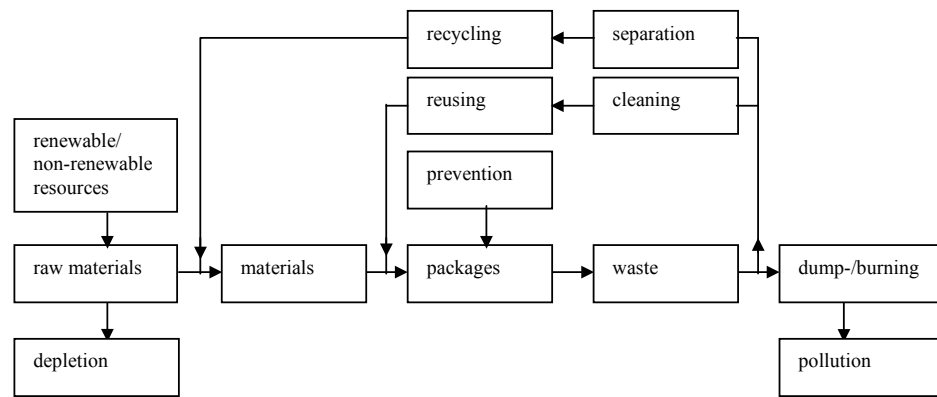 recycling
separation
reusing
cleaning
renewable/
non-renewable
resources
prevention
raw materials
materials
packages
waste
dump-/burning
depletion
pollution